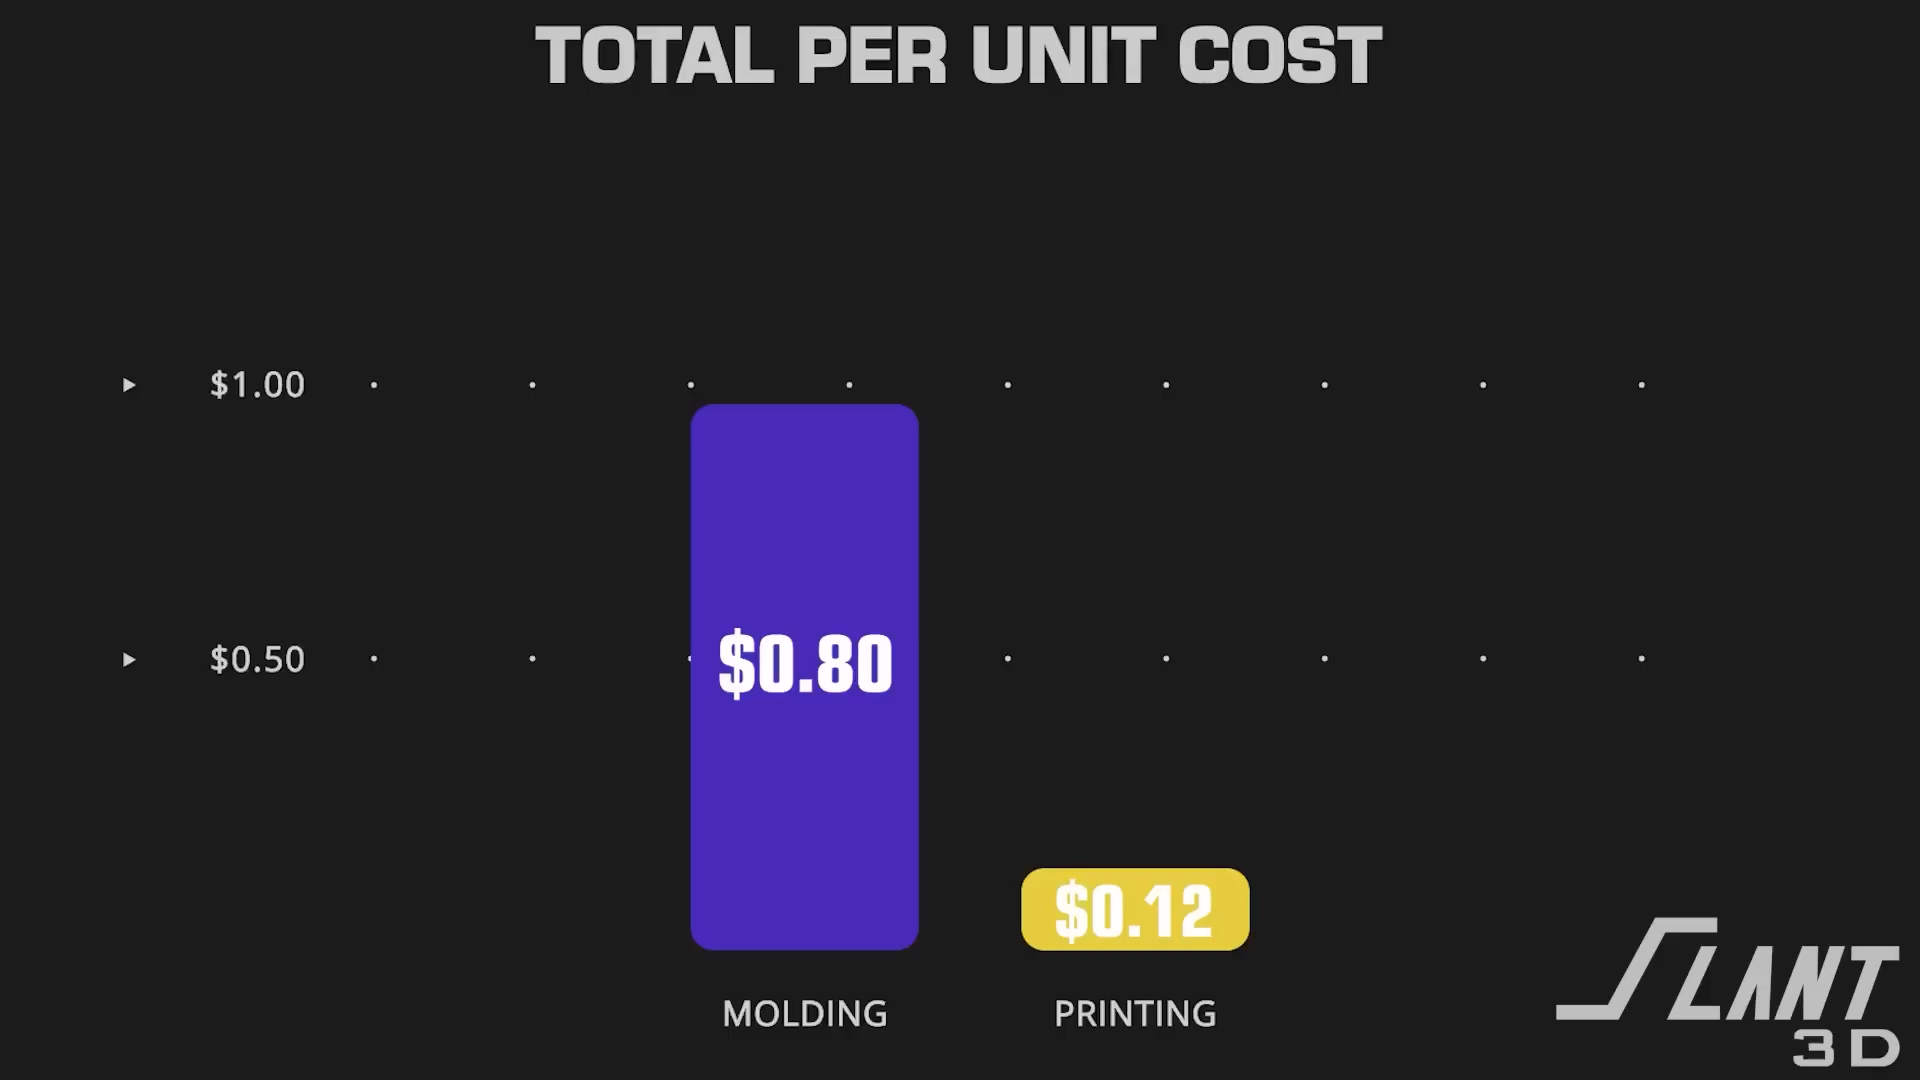 TOTAL PER UNIT COST
$1.00
$0.50
$0.80
$0.12
MOLDING
PRINTING
SLANT
3D